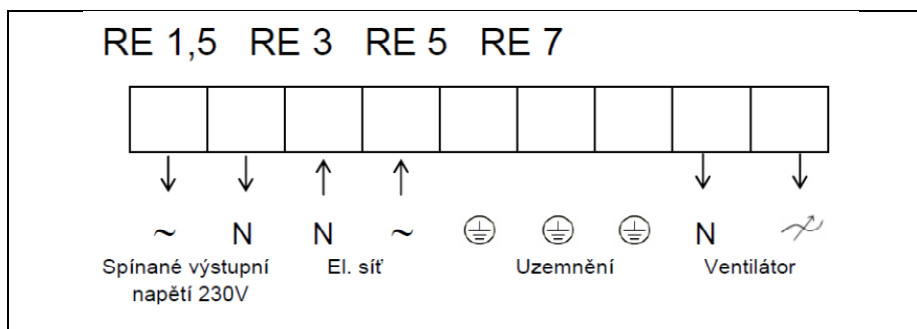 RE 1,5 RE 3 RE 5 RE 7
~ N N ~ N
Spínané výstupní El. síť Uzemnění Ventilátor
napětí 230V